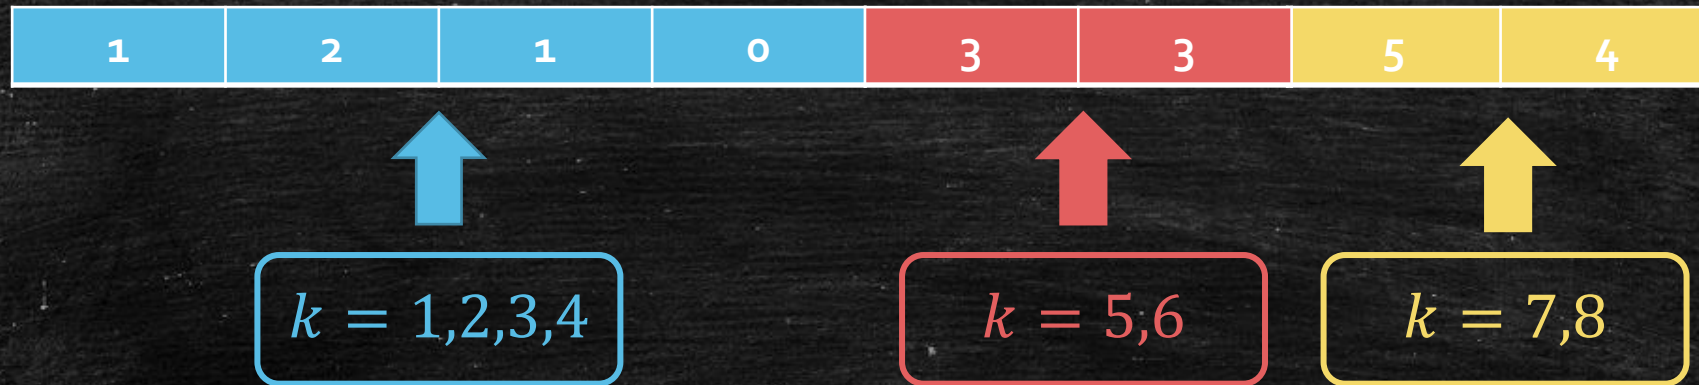 1 2 1 0 3 3 5 4
k = 1,2,3,4 k = 5,6 k = 7,8